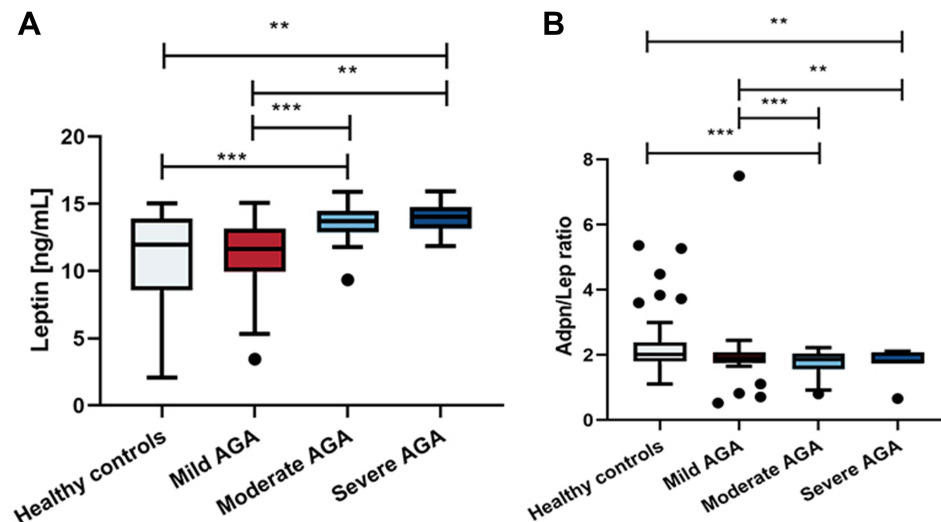 A
**
**
***
***
20
15
10
5
0
Leptin [ng/mL]
Healthy controls
Mild AGA
Moderate AGA
Severe AGA
B
**
**
***
***
8
6
4
2
0
Adpn/Lep ratio
Healthy controls
Mild AGA
Moderate AGA
Severe AGA